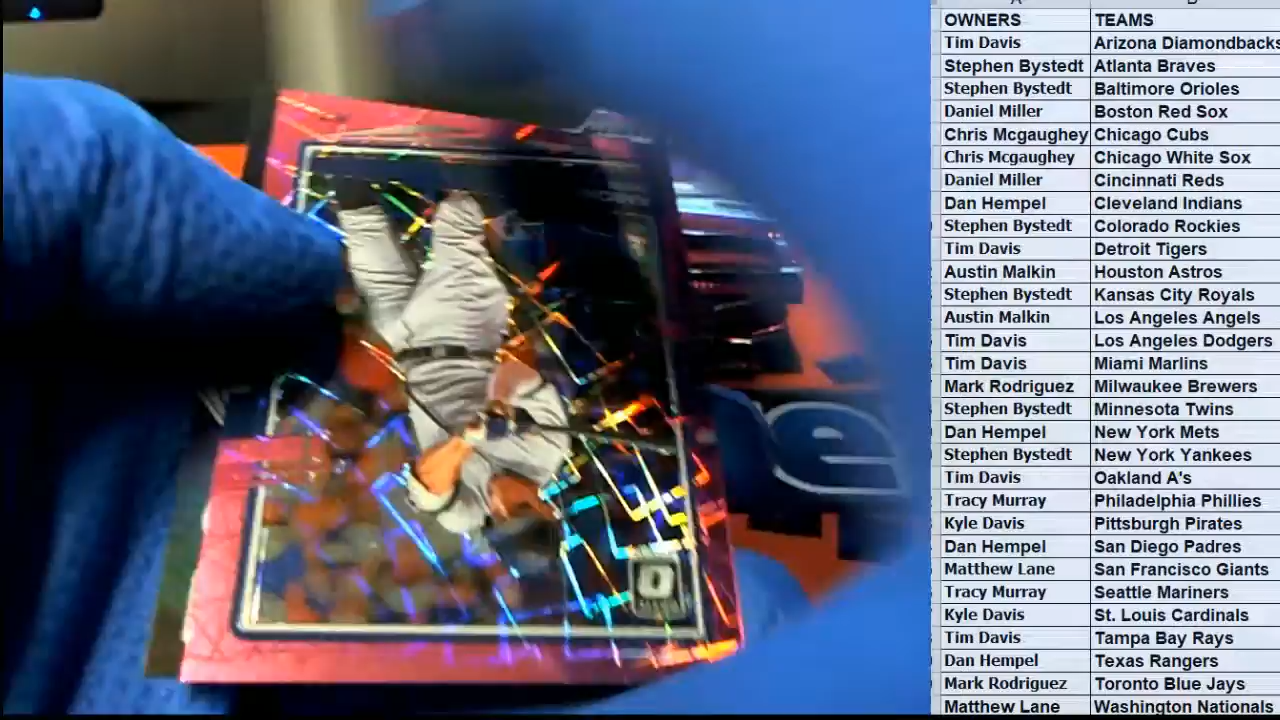 OWNERS TEAMS
Tim Davis Arizona Diamondbacks
Stephen Bystedt Atlanta Braves
Stephen Bystedt Baltimore Orioles
Daniel Miller Boston Red Sox
Chris Mcgaughey Chicago Cubs
Chris Mcgaughey Chicago White Sox
Daniel Miller Cincinnati Reds
Dan Hempel Cleveland Indians
Stephen Bystedt Colorado Rockies
Tim Davis Detroit Tigers
Austin Malkin Houston Astros
Stephen Bystedt Kansas City Royals
Austin Malkin Los Angeles Angels
Tim Davis Los Angeles Dodgers
Tim Davis Miami Marlins
Mark Rodriguez Milwaukee Brewers
Stephen Bystedt Minnesota Twins
Dan Hempel New York Mets
Stephen Bystedt New York Yankees
Tim Davis Oakland A's
Tracy Murray Philadelphia Phillies
Kyle Davis Pittsburgh Pirates
Dan Hempel San Diego Padres
Matthew Lane San Francisco Giants
Tracy Murray Seattle Mariners
Kyle Davis St. Louis Cardinals
Tim Davis Tampa Bay Rays
Dan Hempel Texas Rangers
Mark Rodriguez Toronto Blue Jays
Matthew Lane Washington Nationals